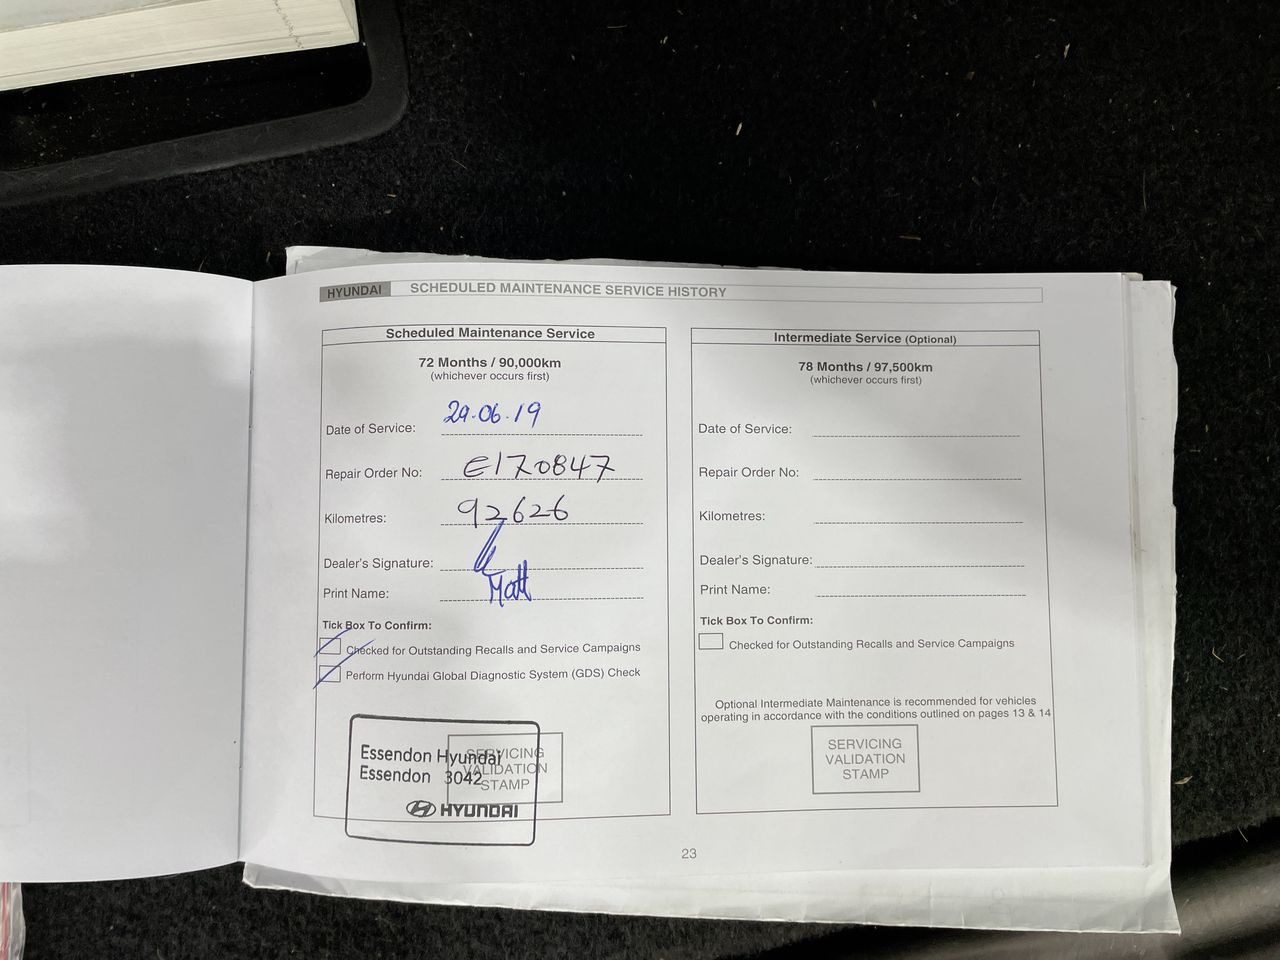 HYUNDAI SCHEDULED MAINTENANCE SERVICE HISTORY
Scheduled Maintenance Service
72 Months / 90,000km
(whichever occurs first)
Date of Service: 29.06.19
Repair Order No: E170847
Kilometres: 92626
Dealer's Signature:
Print Name: Matt
Tick Box To Confirm:
Checked for Outstanding Recalls and Service Campaigns
Perform Hyundai Global Diagnostic System (GDS) Check
SERVICING
VALIDATION
STAMP
Essendon Hyundai
Essendon 3042
HYUNDAI
Intermediate Service (Optional)
78 Months / 97,500km
(whichever occurs first)
Date of Service:
Repair Order No:
Kilometres:
Dealer's Signature:
Print Name:
Tick Box To Confirm:
Checked for Outstanding Recalls and Service Campaigns
Optional Intermediate Maintenance is recommended for vehicles
operating in accordance with the conditions outlined on pages 13 & 14
SERVICING
VALIDATION
STAMP
23